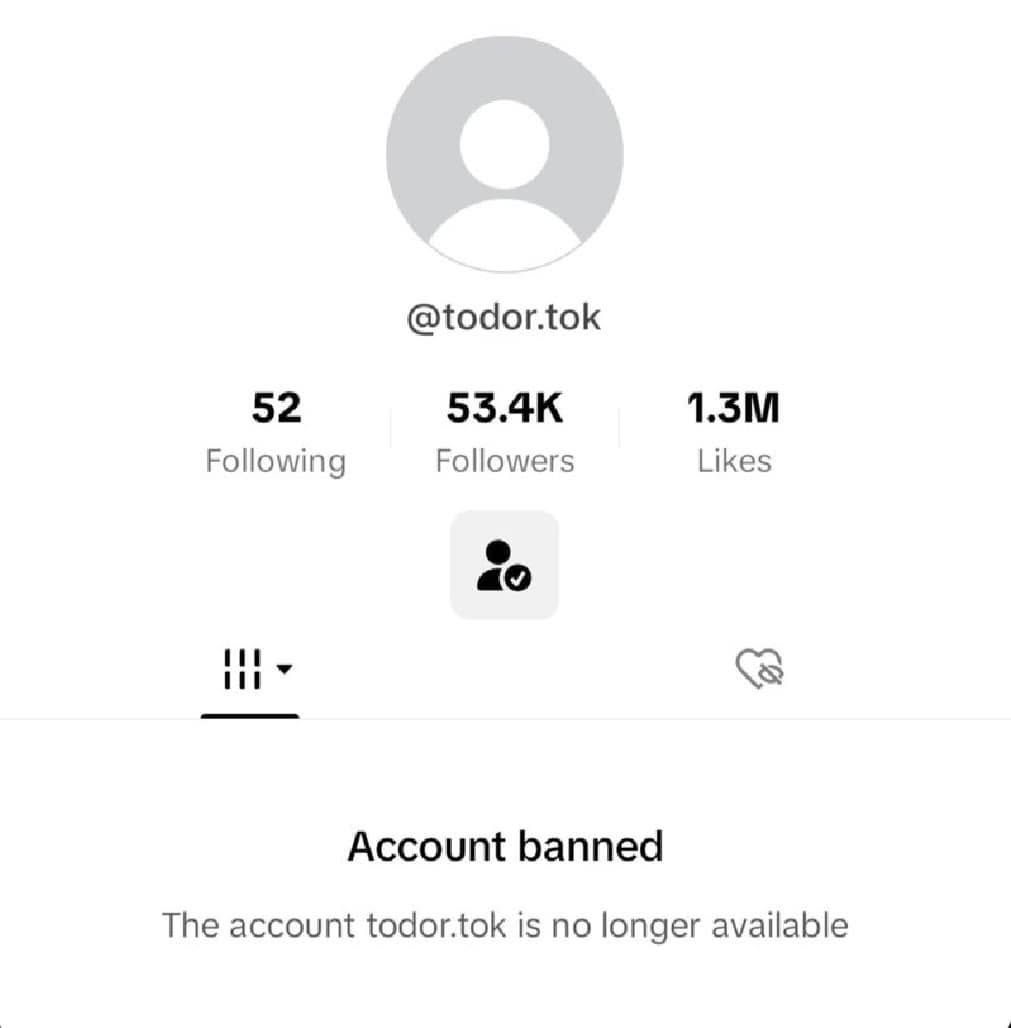 @todor.tok
52 53.4K 1.3M
Following Followers Likes
Account banned
The account todor.tok is no longer available